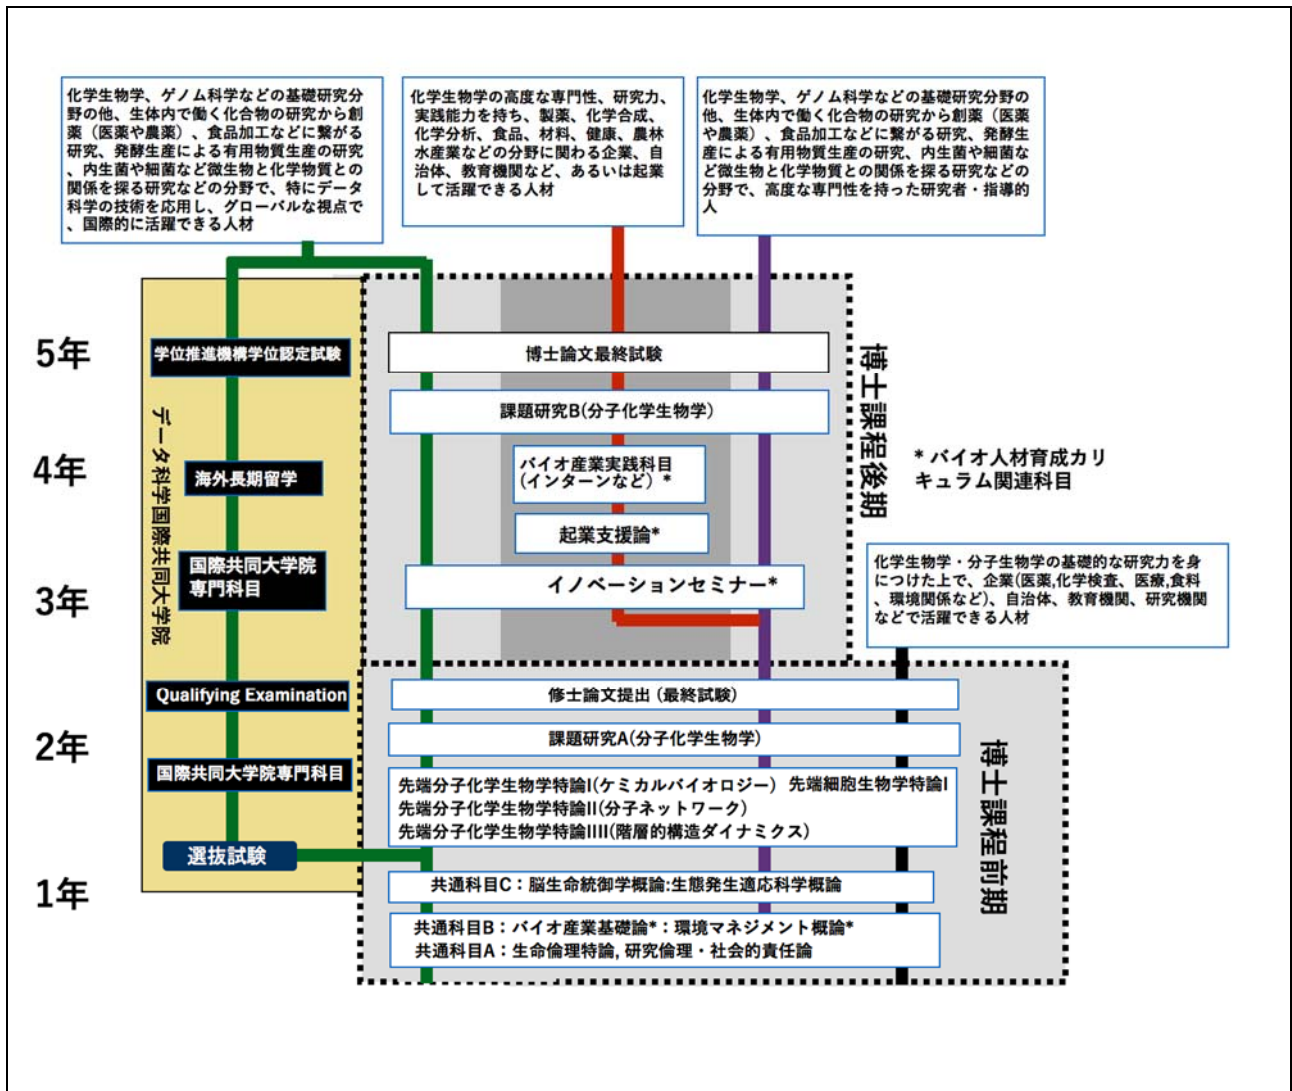 化学生物学、ゲノム科学などの基礎研究分
野の他、生体内で働く化合物の研究から創
薬（医薬や農薬）、食品加工などに繋がる
研究、発酵生産による有用物質生産の研究
、内生菌や細菌など微生物と化学物質との
関係を探る研究などの分野で、特にデータ
科学の技術を応用し、グローバルな視点で
、国際的に活躍できる人材
化学生物学の高度な専門性、研究力、
実践能力を持ち、製薬、化学合成、
化学分析、食品、材料、健康、農林
水産業などの分野に関わる企業、自
治体、教育機関など、あるいは起業
して活躍できる人材
化学生物学、ゲノム科学などの基礎研究分野の
他、生体内で働く化合物の研究から創薬（医薬
や農薬）、食品加工などに繋がる研究、発酵生
産による有用物質生産の研究、内生菌や細菌な
ど微生物と化学物質との関係を探る研究などの
分野で、高度な専門性を持った研究者・指導的
人
5年
学位推進機構学位認定試験
博士論文最終試験
博士課程後期
課題研究B(分子化学生物学)
データ科学国際共同大学院
4年
海外長期留学
バイオ産業実践科目
(インターンなど）*
* バイオ人材育成カリ
キュラム関連科目
起業支援論*
3年
国際共同大学院
専門科目
イノベーションセミナー*
化学生物学・分子生物学の基礎的な研究力を身
につけた上で、企業(医薬,化学検査、医療,食料
、環境関係など)、自治体、教育機関、研究機関
などで活躍できる人材
Qualifying Examination
修士論文提出 (最終試験)
2年
課題研究A(分子化学生物学)
博士課程前期
国際共同大学院専門科目
先端分子化学生物学特論I(ケミカルバイオロジー) 先端細胞生物学特論I
先端分子化学生物学特論II(分子ネットワーク)
先端分子化学生物学特論IIII(階層的構造ダイナミクス)
選抜試験
1年
共通科目C：脳生命統御学概論:生態発生適応科学概論
共通科目B：バイオ産業基礎論*：環境マネジメント概論*
共通科目A：生命倫理特論, 研究倫理・社会的責任論